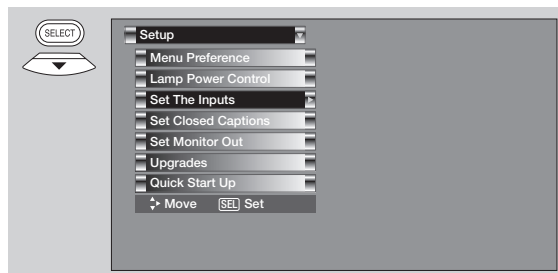 SELECT
Setup
Menu Preference
Lamp Power Control
Set The Inputs
Set Closed Captions
Set Monitor Out
Upgrades
Quick Start Up
Move SEL Set